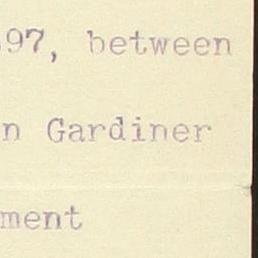 97, between
n Gardiner
ment